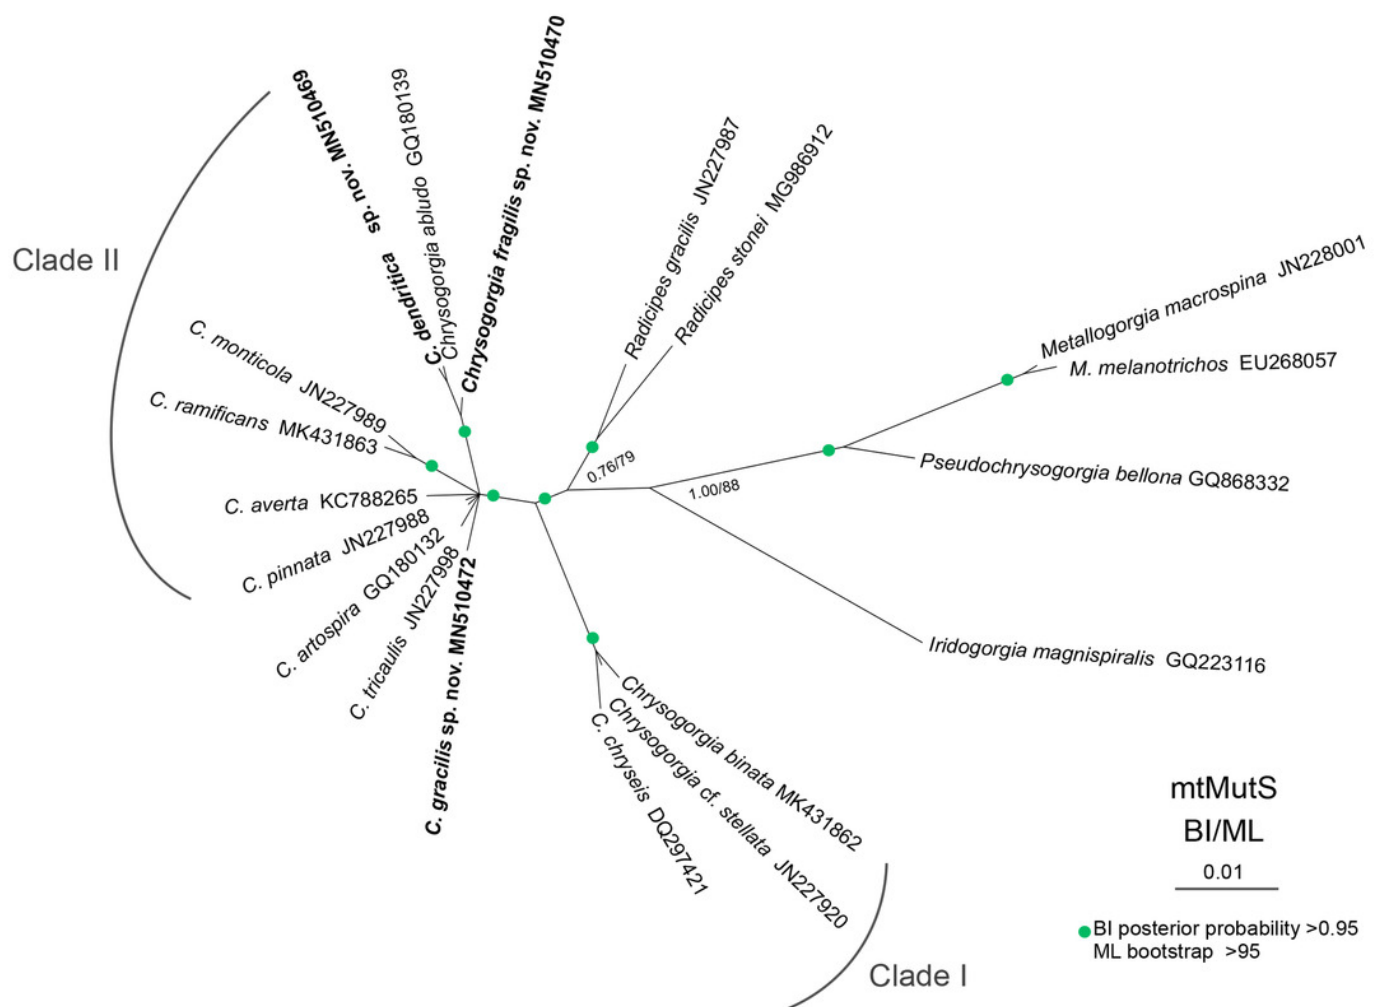 C. dendritica sp. nov. MN510469
Chrysogorgia abludo GQ180139
Chrysogorgia fragilis sp. nov. MN510470
Radicipes gracilis JN227987
Radicipes stonei MG986912
Metallogorgia macrospina JN228001
M. melanotrichos EU268057
Pseudochrysogorgia bellona GQ868332
Iridogorgia magnispiralis GQ223116
Clade II
C. monticola JN227989
C. ramificans MK431863
C. averta KC788265
C. pinnata JN227988
C. artospira GQ180132
C. tricaulis JN227998
C. gracilis sp. nov. MN510472
0.76/79
1.00/88
Chrysogorgia binata MK431862
Chrysogorgia cf. stellata JN227920
C. chryseis DQ297421
Clade I
mtMutS
BI/ML
0.01
BI posterior probability >0.95
ML bootstrap >95